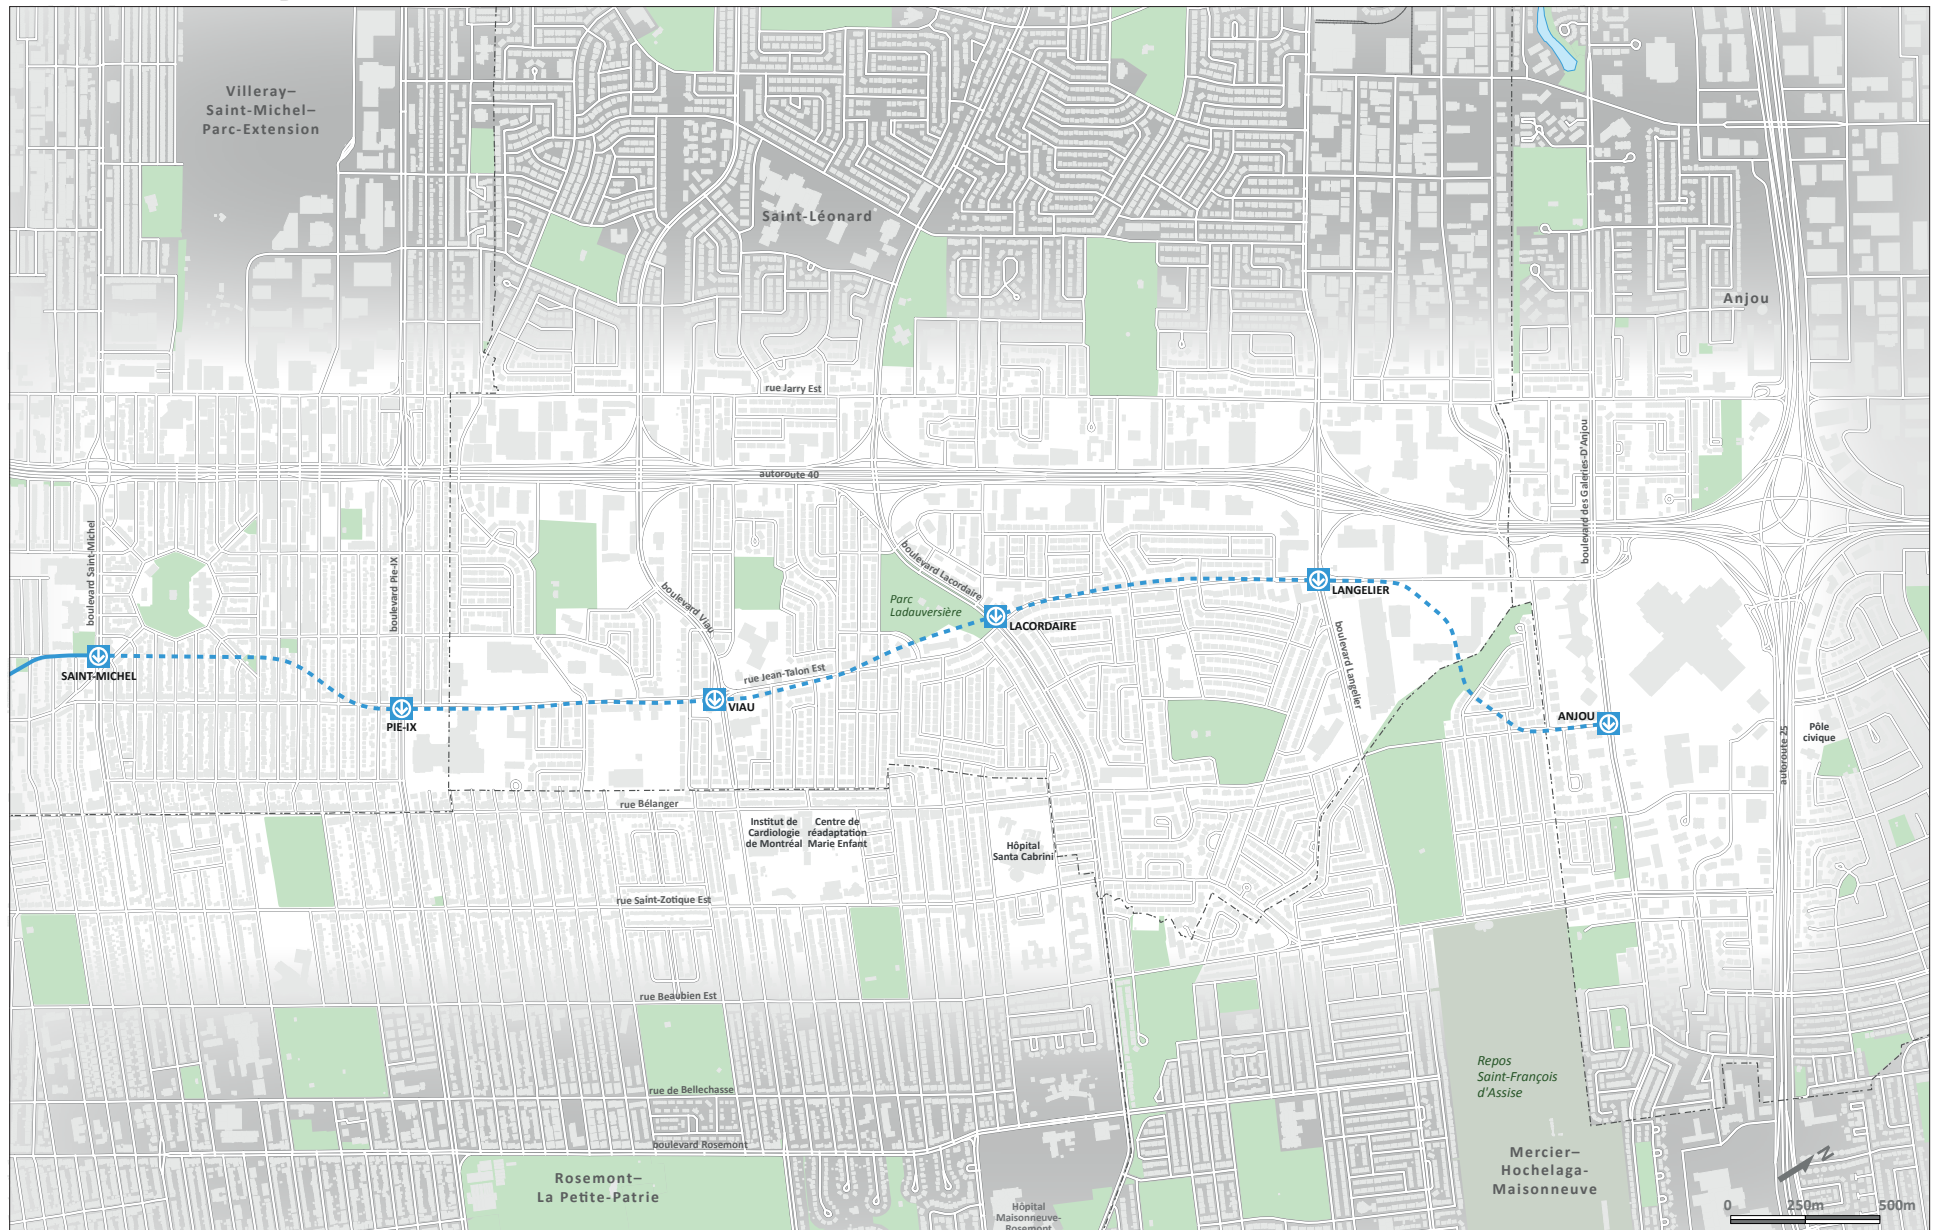 Villeray–
Saint-Michel–
Parc-Extension
Saint-Léonard
Anjou
rue Jarry Est
autoroute 40
boulevard Saint-Michel
boulevard Pie-IX
boulevard Viau
boulevard Lacordaire
boulevard des Galeries-D'Anjou
Parc
Ladauversière
LANGELIER
LACORDAIRE
boulevard Langelier
SAINT-MICHEL
rue Jean-Talon Est
PIE-IX
VIAU
ANJOU
Pôle
civique
autoroute 25
rue Bélanger
Institut de
Cardiologie
de Montréal
Centre de
réadaptation
Marie Enfant
Hôpital
Santa Cabrini
rue Saint-Zotique Est
rue Beaubien Est
rue de Bellechasse
boulevard Rosemont
Repos
Saint-François
d'Assise
Rosemont–
La Petite-Patrie
Mercier–
Hochelaga-
Maisonneuve
Hôpital
Maisonneuve-
Rosemont
N
0 250m 500m